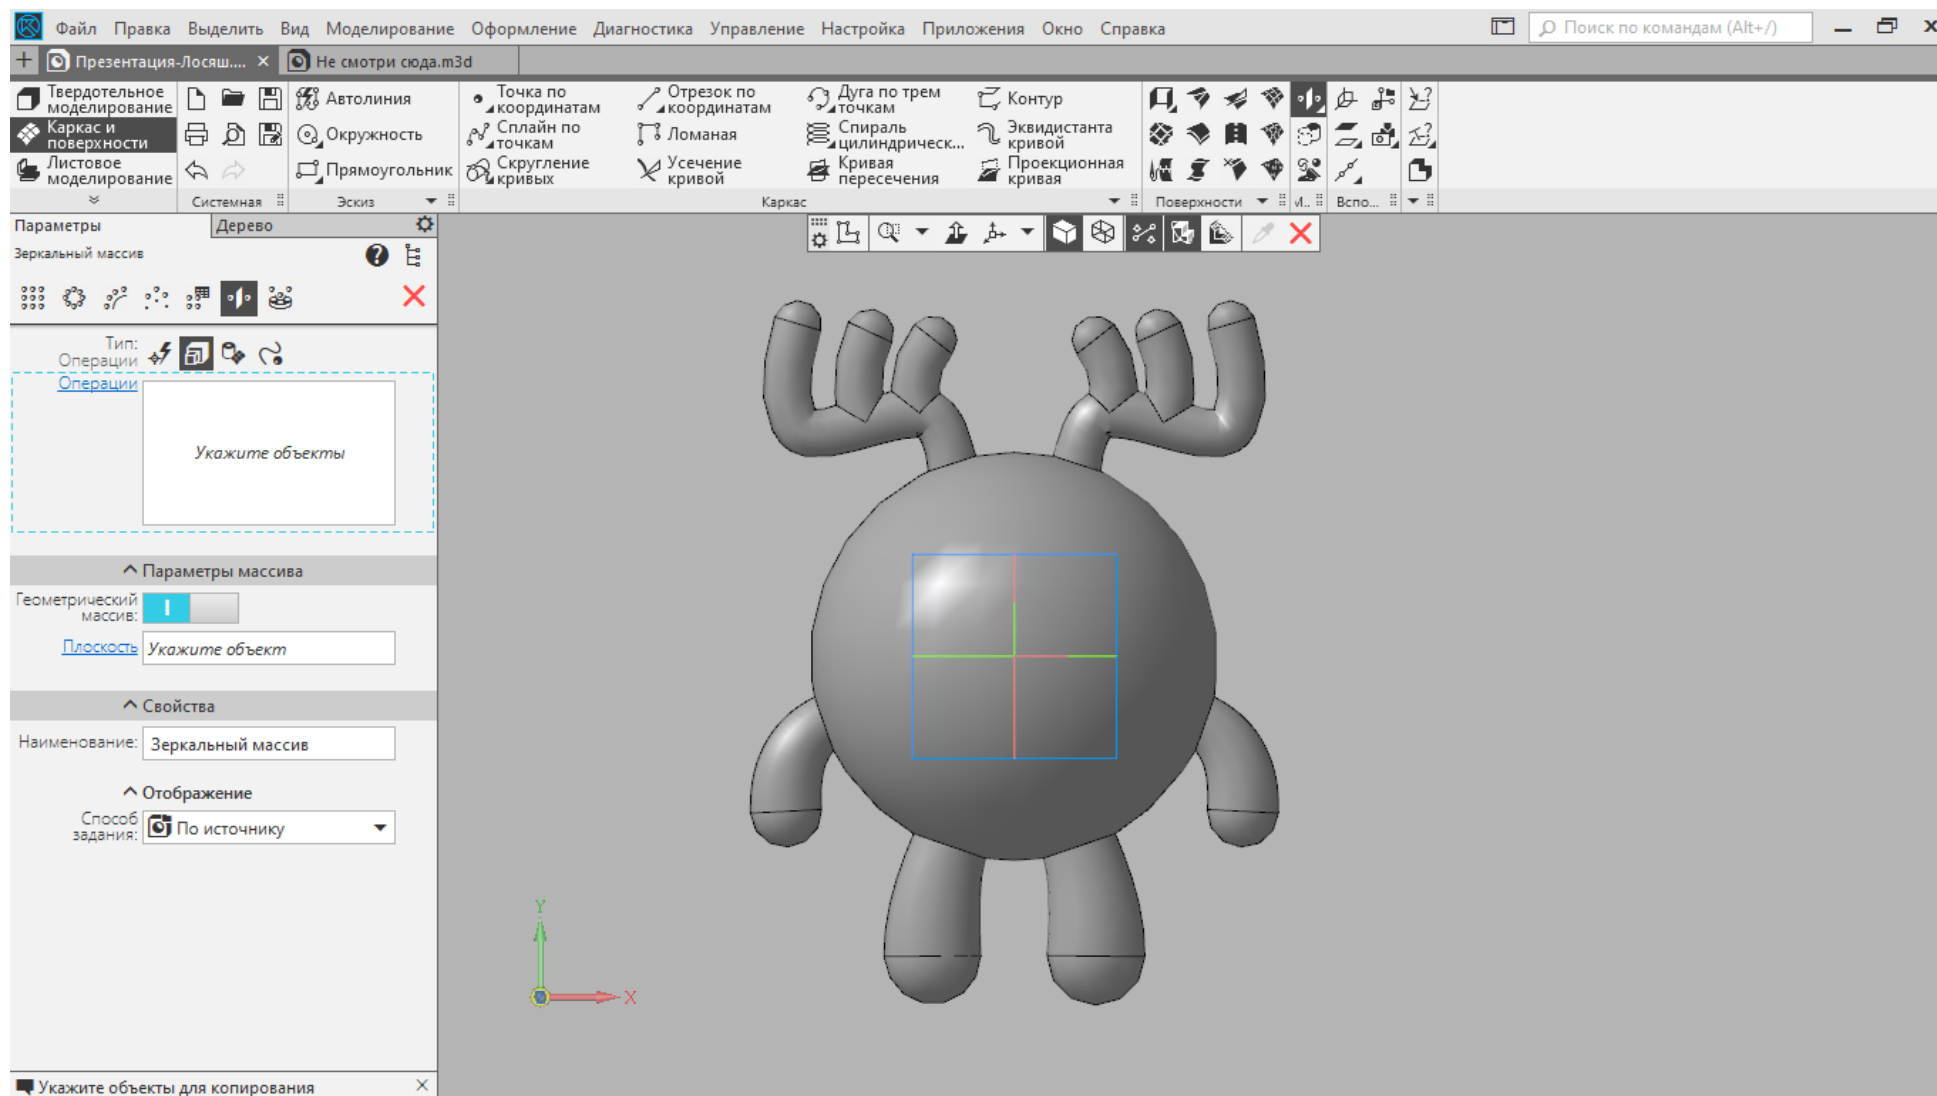 Файл Правка Выделить Вид Моделирование Оформление Диагностика Управление Настройка Приложения Окно Справка
Поиск по командам (Alt+/)
Презентация-Лосяш.... Не смотри сюда.m3d
Твердотельное
моделирование
Каркас и
поверхности
Листовое
моделирование
Системная
Автолиния
Окружность
Прямоугольник
Эскиз
Точка по
координатам
Сплайн по
точкам
Скругление
кривых
Отрезок по
координатам
Ломаная
Усечение
кривой
Дуга по трем
точкам
Спираль
цилиндрическ...
Кривая
пересечения
Контур
Эквидистанта
кривой
Проекционная
кривая
Каркас
Поверхности
И..
Вспо...
Параметры Дерево
Зеркальный массив
Тип:
Операции
Операции
Укажите объекты
Параметры массива
Геометрический
массив:
Плоскость Укажите объект
Свойства
Наименование: Зеркальный массив
Отображение
Способ
задания:
По источнику
Укажите объекты для копирования
Y
X